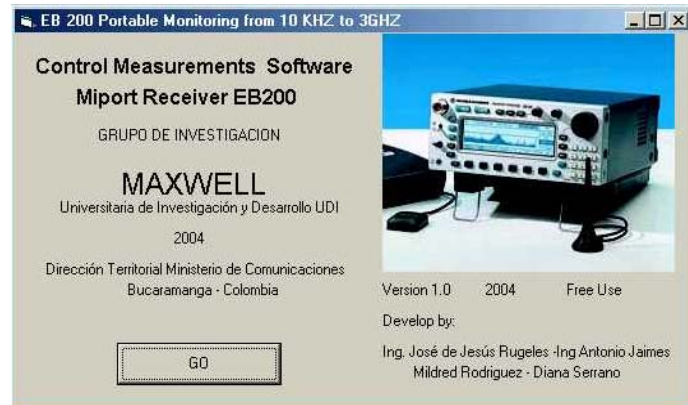 EB 200 Portable Monitoring from 10 KHZ to 3GHZ
Control Measurements Software
Miport Receiver EB200
GRUPO DE INVESTIGACION
MAXWELL
Universitaria de Investigación y Desarrollo UDI
2004
Dirección Territorial Ministerio de Comunicaciones
Bucaramanga - Colombia
GO
Version 1.0 2004 Free Use
Develop by:
Ing. José de Jesús Rugeles -Ing Antonio Jaimes
Mildred Rodriguez - Diana Serrano